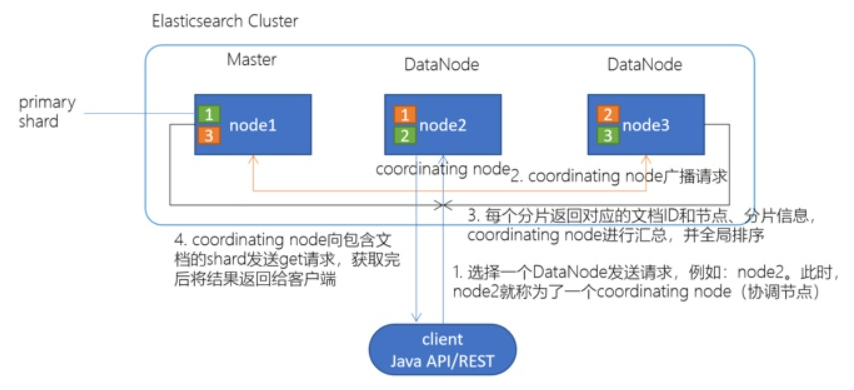 Elasticsearch Cluster
Master
DataNode
DataNode
primary
shard
1
3
node1
1
2
node2
2
3
node3
coordinating node
2. coordinating node广播请求
3. 每个分片返回对应的文档ID和节点、分片信息，
coordinating node进行汇总，并全局排序
4. coordinating node向包含文
档的shard发送get请求，获取完
后将结果返回给客户端
1. 选择一个DataNode发送请求，例如：node2。此时，
node2就称为了一个coordinating node（协调节点）
client
Java API/REST